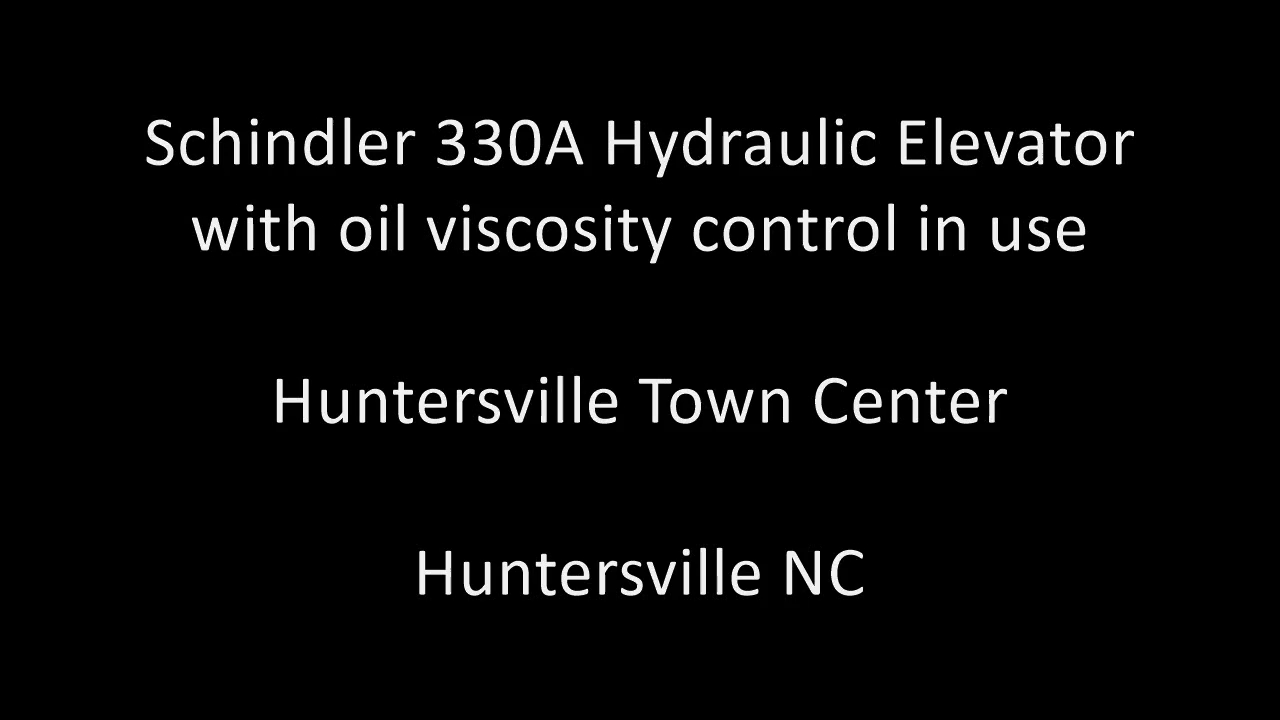 Schindler 330A Hydraulic Elevator
with oil viscosity control in use
Huntersville Town Center
Huntersville NC